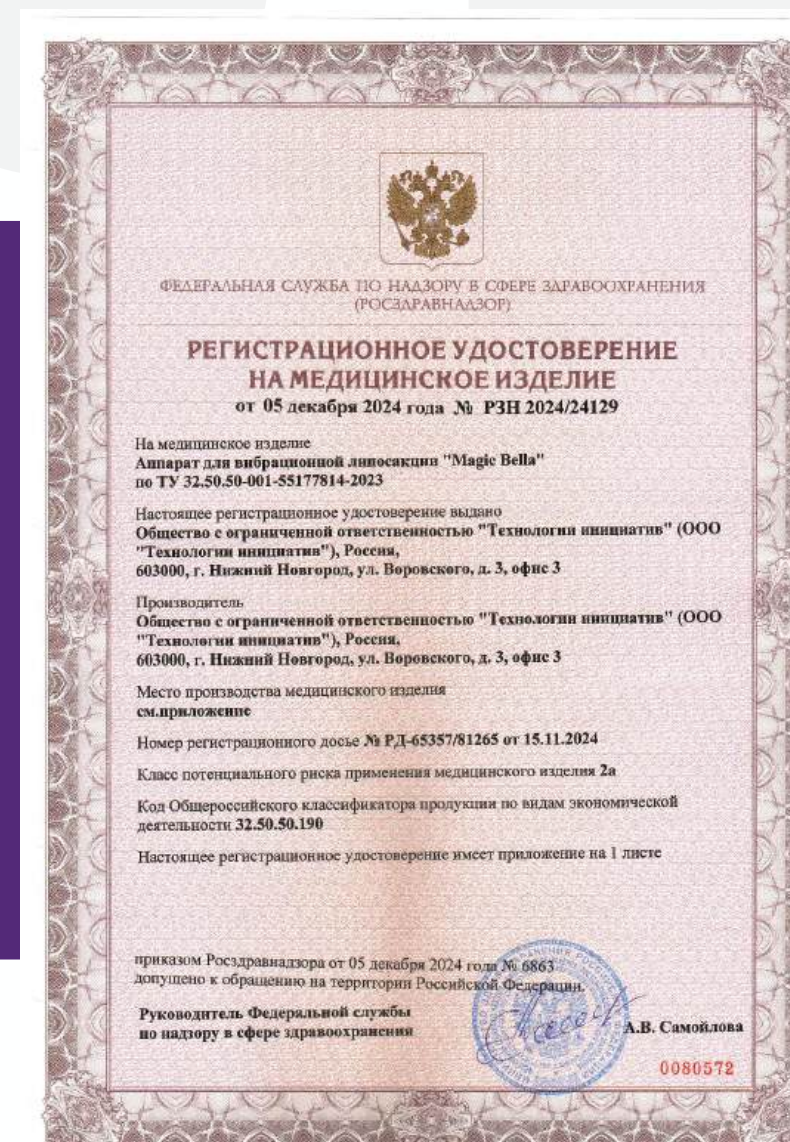 ФЕДЕРАЛЬНАЯ СЛУЖБА ПО НАДЗОРУ В СФЕРЕ ЗДРАВООХРАНЕНИЯ
(РОСЗДРАВНАДЗОР)
РЕГИСТРАЦИОННОЕ УДОСТОВЕРЕНИЕ
НА МЕДИЦИНСКОЕ ИЗДЕЛИЕ
от 05 декабря 2024 года № РЗН 2024/24129
На медицинское изделие
Аппарат для вибрационной липосакции "Magic Bella"
по ТУ 32.50.50-001-55177814-2023
Настоящее регистрационное удостоверение выдано
Общество с ограниченной ответственностью "Технологии инициатив" (ООО
"Технологии инициатив"), Россия,
603000, г. Нижний Новгород, ул. Воровского, д. 3, офис 3
Производитель
Общество с ограниченной ответственностью "Технологии инициатив" (ООО
"Технологии инициатив"), Россия,
603000, г. Нижний Новгород, ул. Воровского, д. 3, офис 3
Место производства медицинского изделия
см.приложение
Номер регистрационного досье № РД-65357/81265 от 15.11.2024
Класс потенциального риска применения медицинского изделия 2а
Код Общероссийского классификатора продукции по видам экономической
деятельности 32.50.50.190
Настоящее регистрационное удостоверение имеет приложение на 1 листе
приказом Росздравнадзора от 05 декабря 2024 года № 6863
допущено к обращению на территории Российской Федерации.
Руководитель Федеральной службы
по надзору в сфере здравоохранения
А.В. Самойлова
0080572